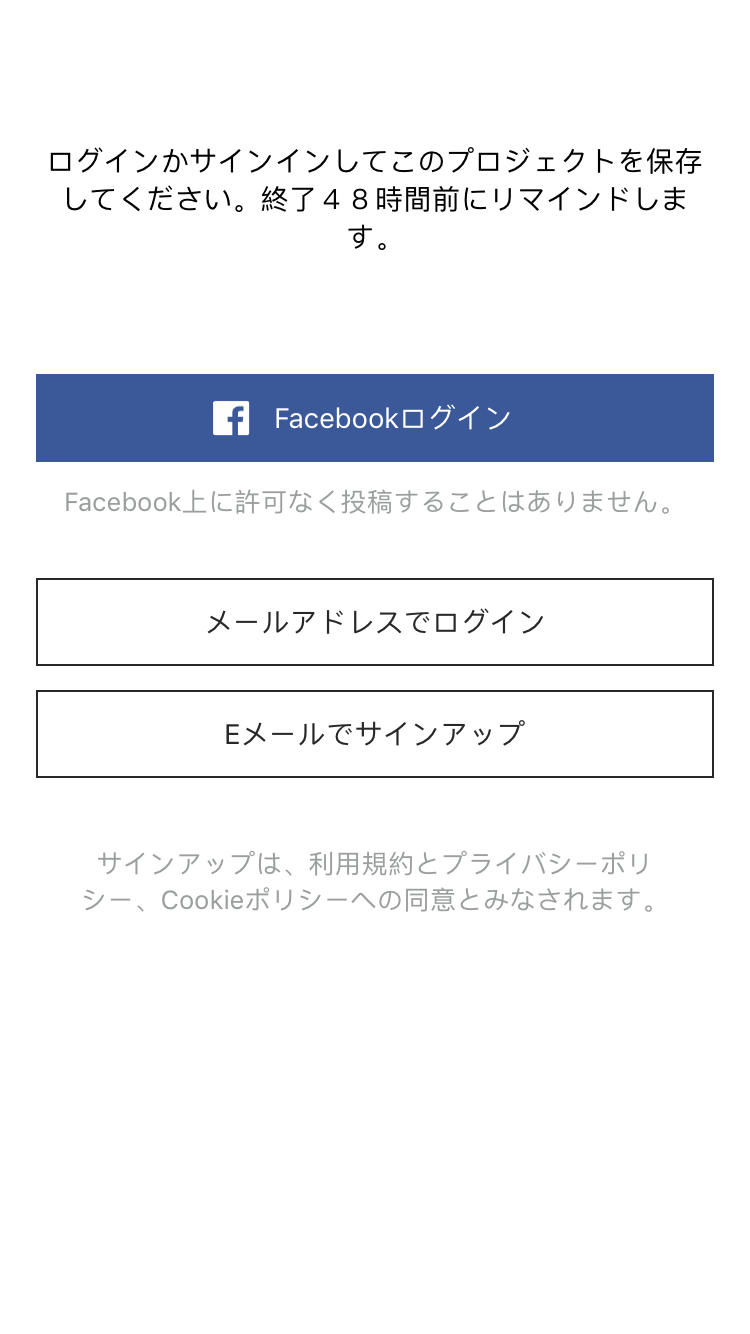 ログインかサインインしてこのプロジェクトを保存
してください。終了４８時間前にリマインドしま
す。
Facebookログイン
Facebook上に許可なく投稿することはありません。
メールアドレスでログイン
Eメールでサインアップ
サインアップは、利用規約とプライバシーポリ
シー、Cookieポリシーへの同意とみなされます。